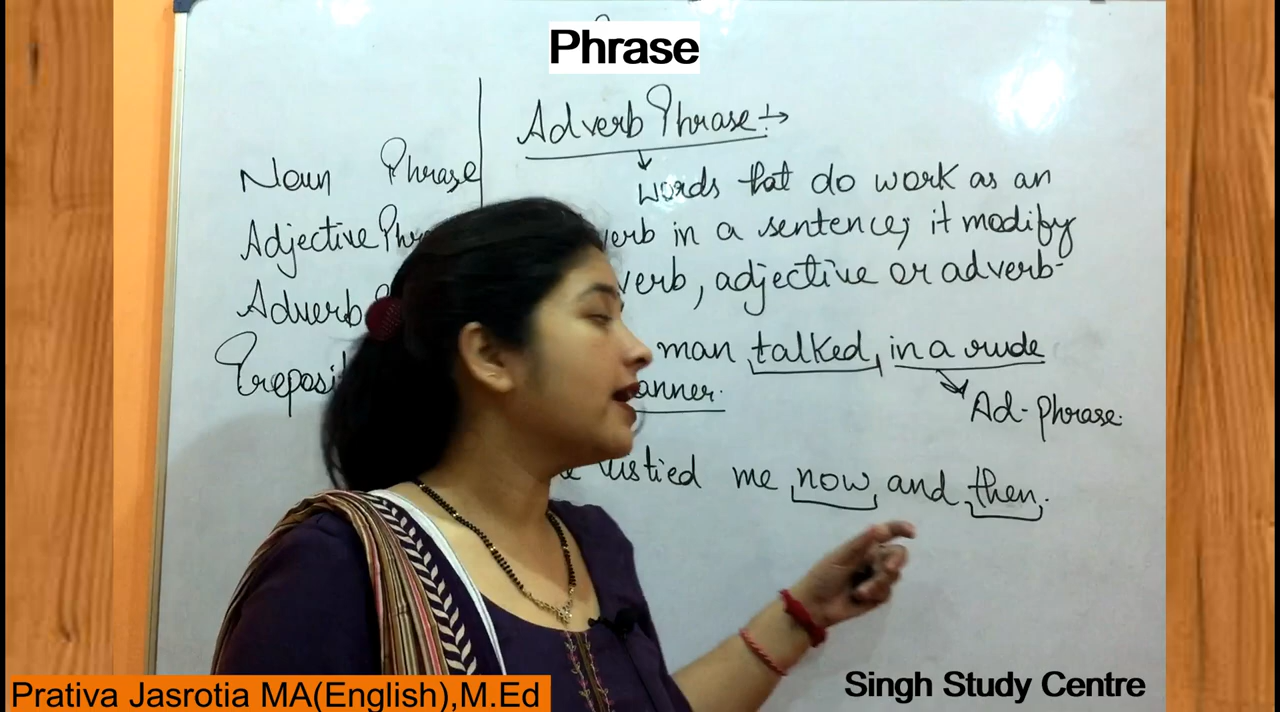 Phrase
Noun Phrase
Adjective
Adverb
Adverb Phrase :→
words that do work as an
verb in a sentence, it modify
verb, adjective or adverb-
man talked in a rude
Ad-Phrase.
me now and then.
Prativa Jasrotia MA(English),M.Ed
Singh Study Centre